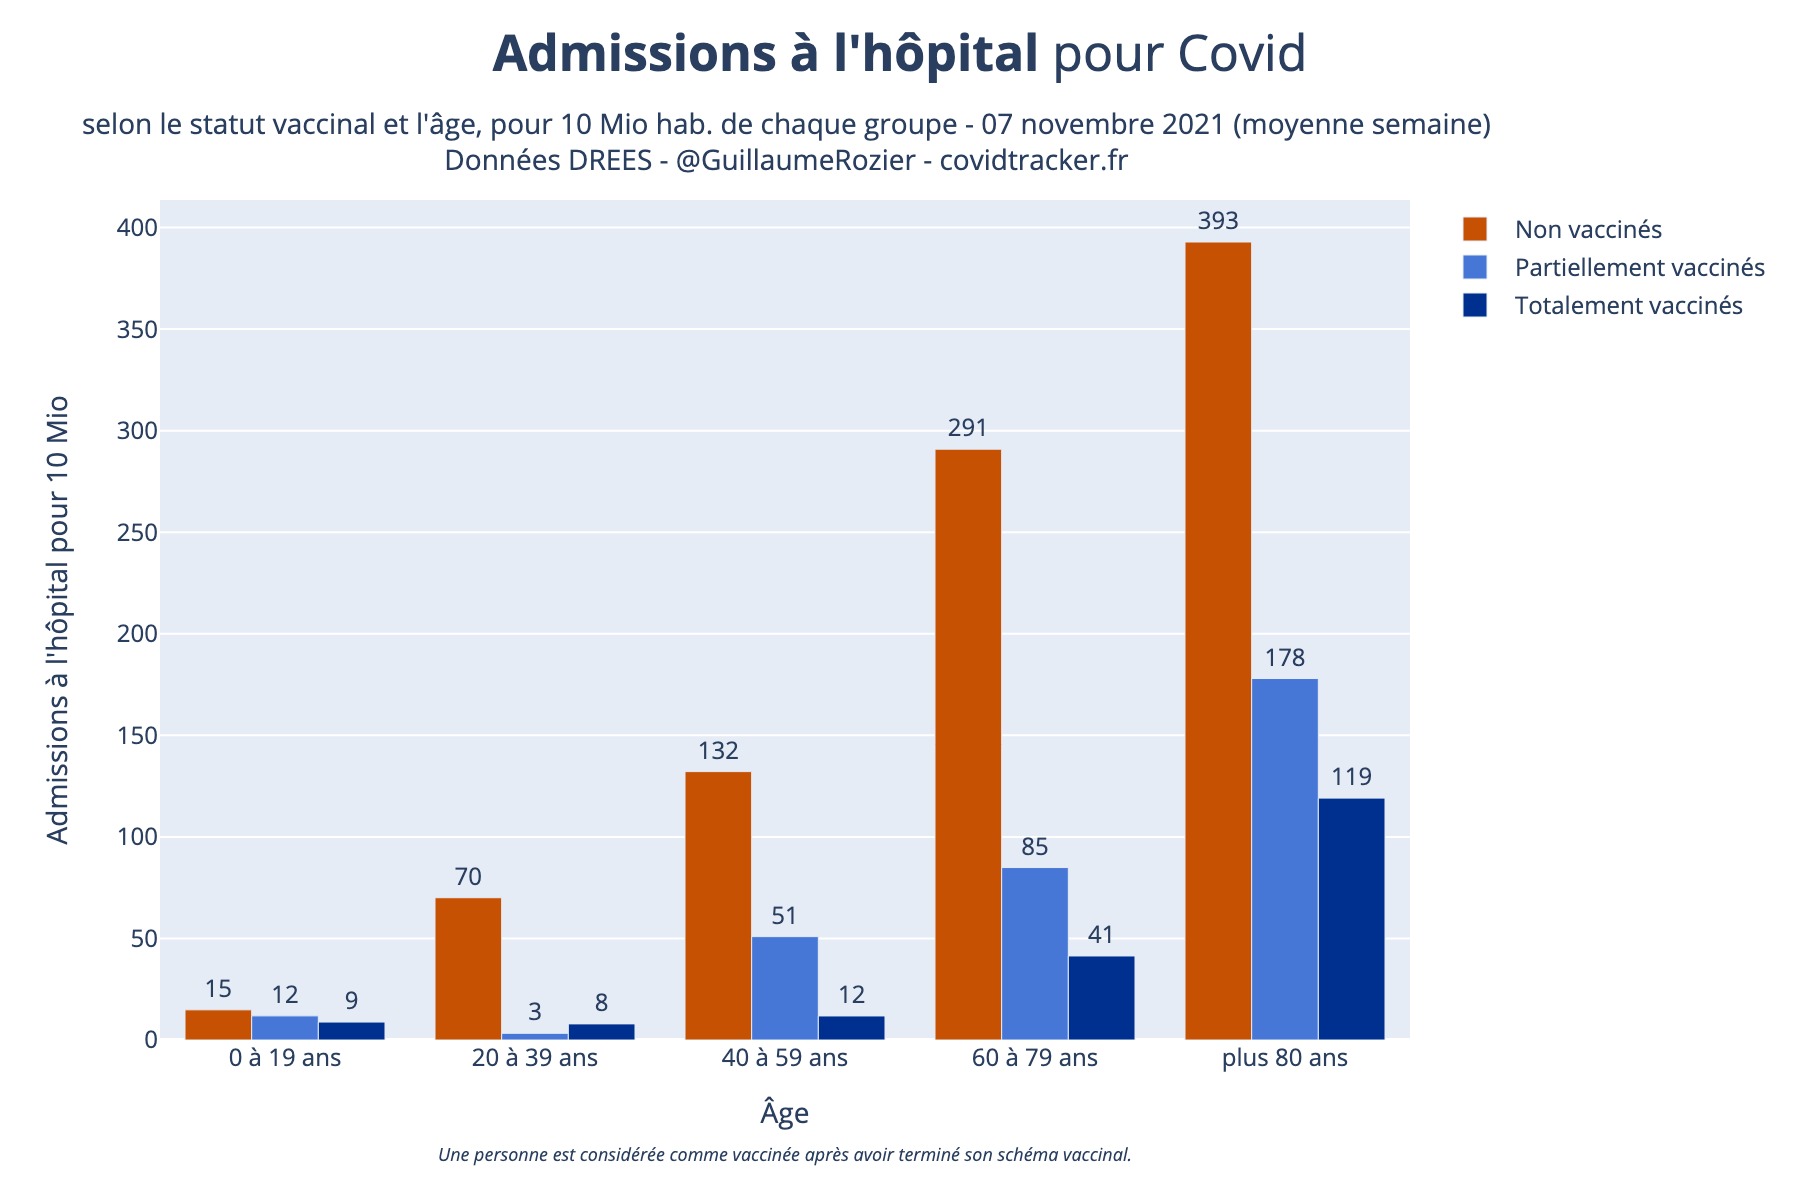 Admissions à l'hôpital pour Covid
selon le statut vaccinal et l'âge, pour 10 Mio hab. de chaque groupe - 07 novembre 2021 (moyenne semaine)
Données DREES - @GuillaumeRozier - covidtracker.fr
Non vaccinés
Partiellement vaccinés
Totalement vaccinés
Admissions à l'hôpital pour 10 Mio
400
350
300
250
200
150
100
50
0
15
12
9
70
3
8
132
51
12
291
85
41
393
178
119
0 à 19 ans
20 à 39 ans
40 à 59 ans
60 à 79 ans
plus 80 ans
Âge
Une personne est considérée comme vaccinée après avoir terminé son schéma vaccinal.